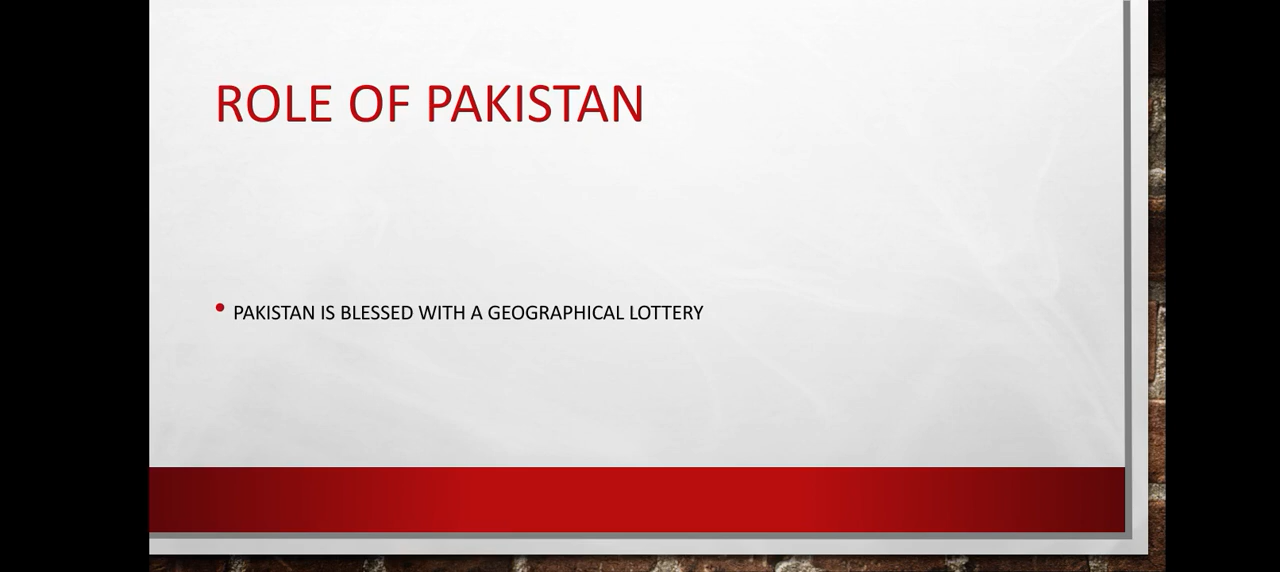 ROLE OF PAKISTAN
• PAKISTAN IS BLESSED WITH A GEOGRAPHICAL LOTTERY